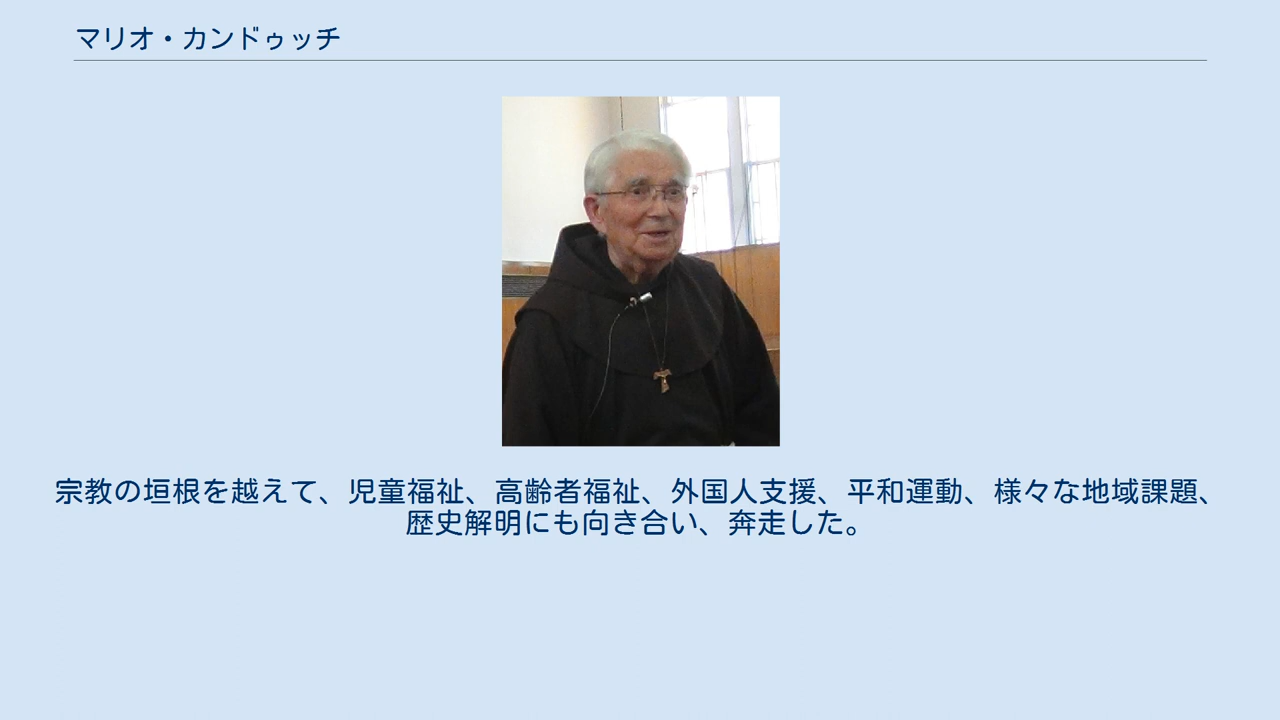 マリオ・カンドゥッチ
宗教の垣根を越えて、児童福祉、高齢者福祉、外国人支援、平和運動、様々な地域課題、
歴史解明にも向き合い、奔走した。